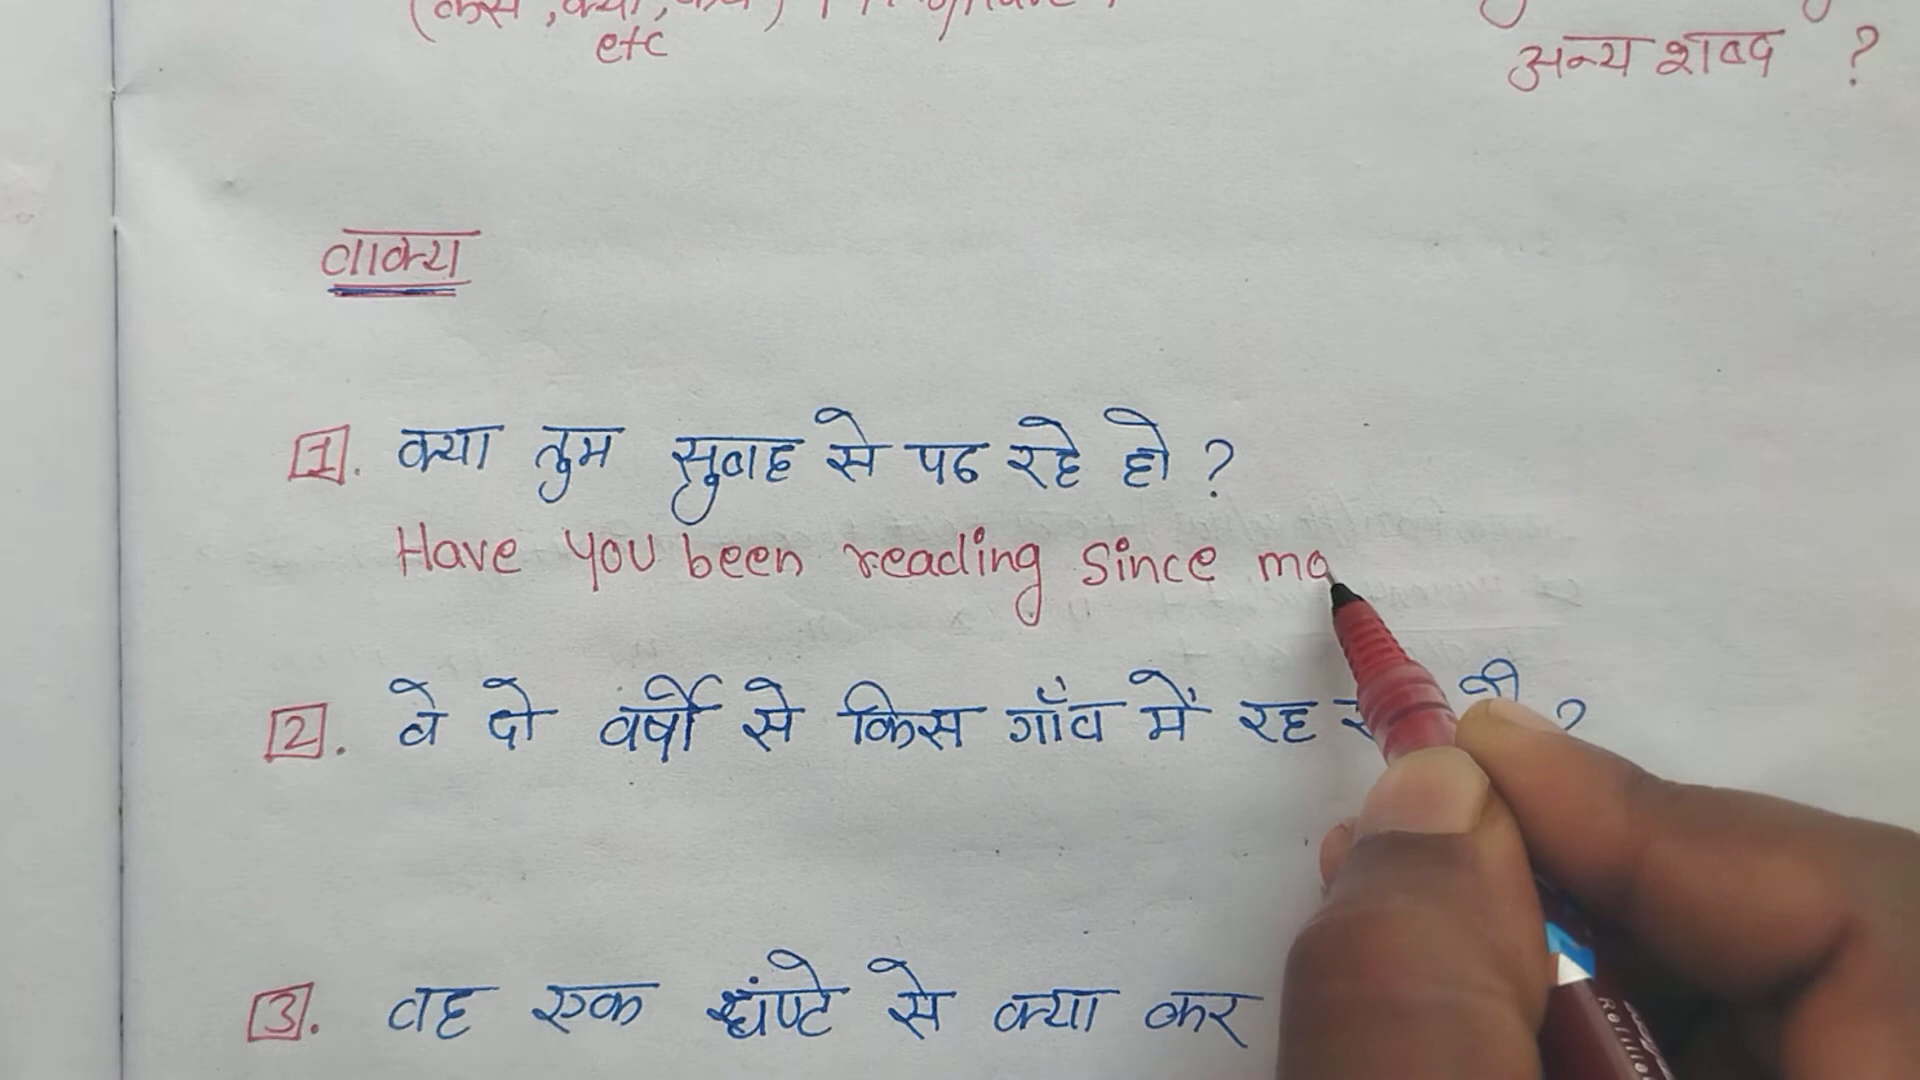 etc
अन्य शब्द ?
वाक्य
1. क्या तुम सुबह से पढ रहे हो ?
Have you been reading since mo
2. वे दो वर्षो से किस गाँव में रह ?
3. वह एक घंण्टे से क्या कर